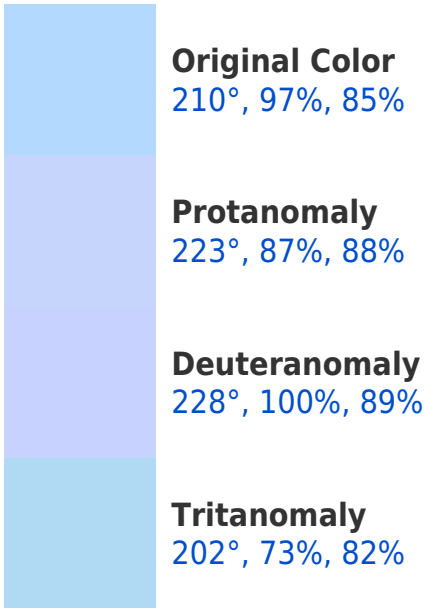 Original Color
210°, 97%, 85%
Protanomaly
223°, 87%, 88%
Deuteranomaly
228°, 100%, 89%
Tritanomaly
202°, 73%, 82%